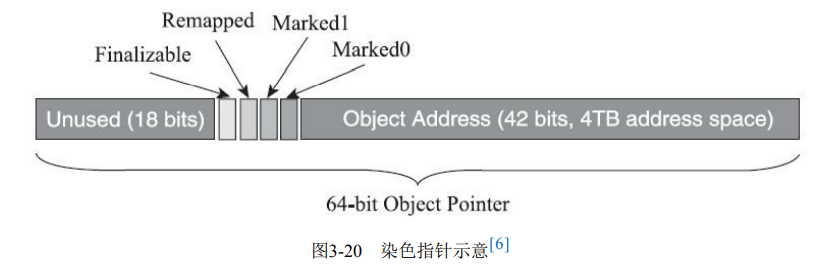 Remapped
Marked1
Finalizable
Marked0
Unused (18 bits)
Object Address (42 bits, 4TB address space)
64-bit Object Pointer
图3-20 染色指针示意[6]